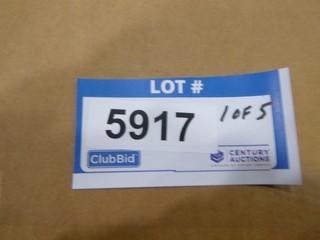 LOT #
5917 1 OF 5
ClubBid CENTURY
AUCTIONS